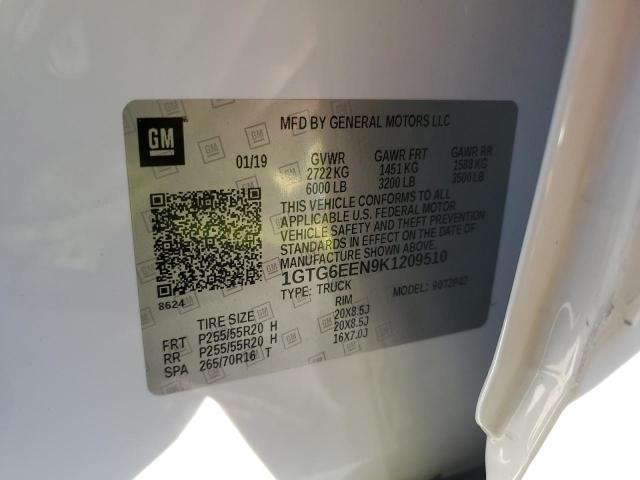 GM
MFD BY GENERAL MOTORS LLC
01/19 GVWR GAWR FRT GAWR RR
2722 KG 1451 KG 1588 KG
6000 LB 3200 LB 3500 LB
THIS VEHICLE CONFORMS TO ALL
APPLICABLE U.S. FEDERAL MOTOR
VEHICLE SAFETY AND THEFT PREVENTION
STANDARDS IN EFFECT ON THE DATE OF
MANUFACTURE SHOWN ABOVE.
1GTG6EEN9K1209510
8624 TYPE: TRUCK MODEL:
TIRE SIZE RIM
FRT P255/55R20 H 20X8.5J
RR P255/55R20 H 20X8.5J
SPA 265/70R16 T 16X7.0J